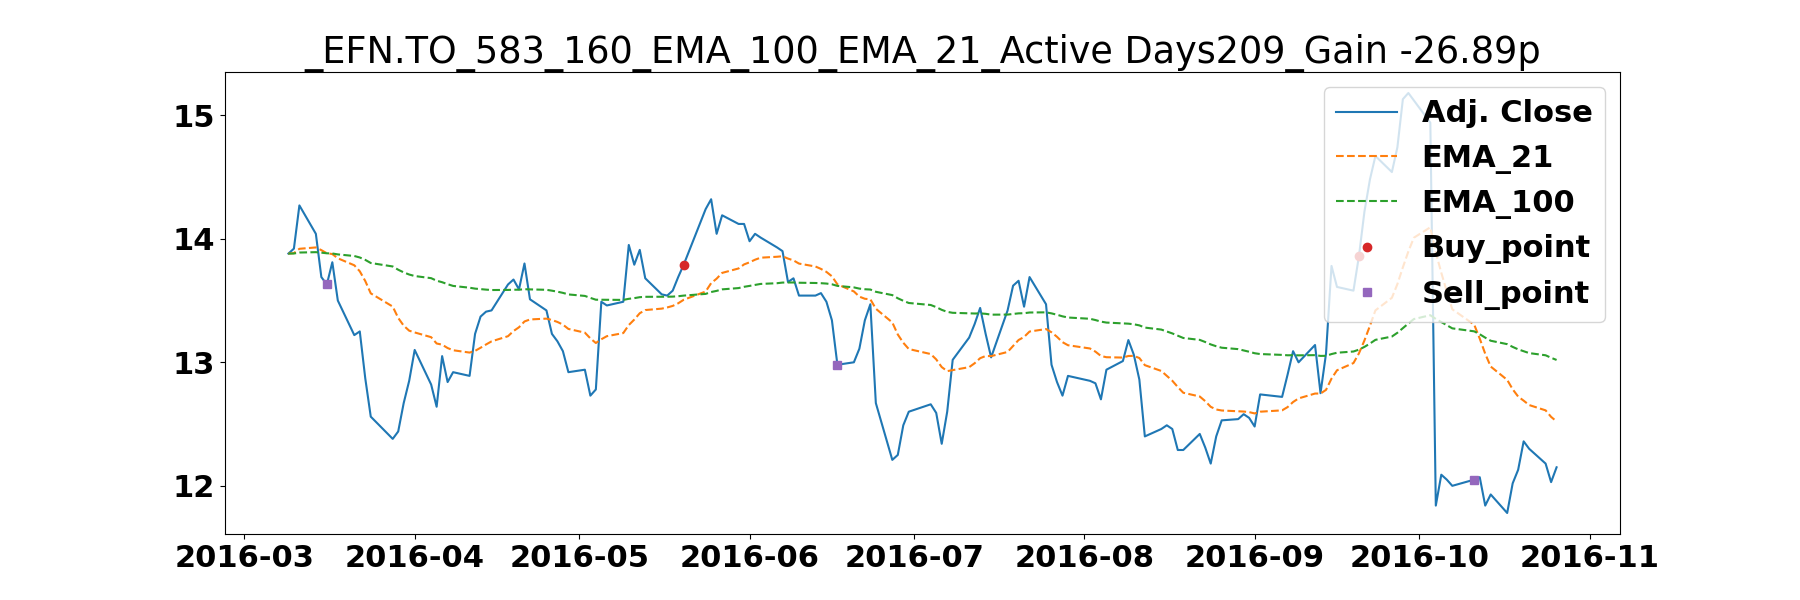 _EFN.TO_583_160_EMA_100_EMA_21_Active Days209_Gain -26.89p
15
14
13
12
Adj. Close
EMA_21
EMA_100
Buy_point
Sell_point
2016-03 2016-04 2016-05 2016-06 2016-07 2016-08 2016-09 2016-10 2016-11